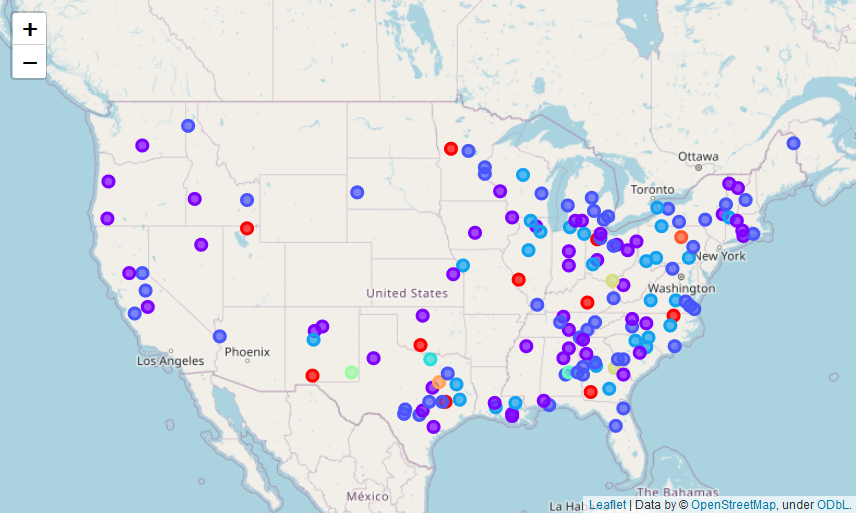 +
−
Ottawa
Toronto
New York
Washington
United States
Los Angeles
Phoenix
México
The Bahamas
La Hab
Leaflet | Data by © OpenStreetMap, under ODbL.